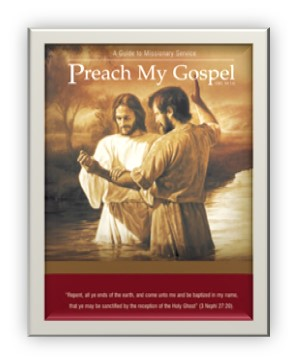 A Guide to Missionary Service
Preach My Gospel
"Repent, all ye ends of the earth, and come unto me and be baptized in my name,
that ye may be sanctified by the reception of the Holy Ghost" (3 Nephi 27:20).